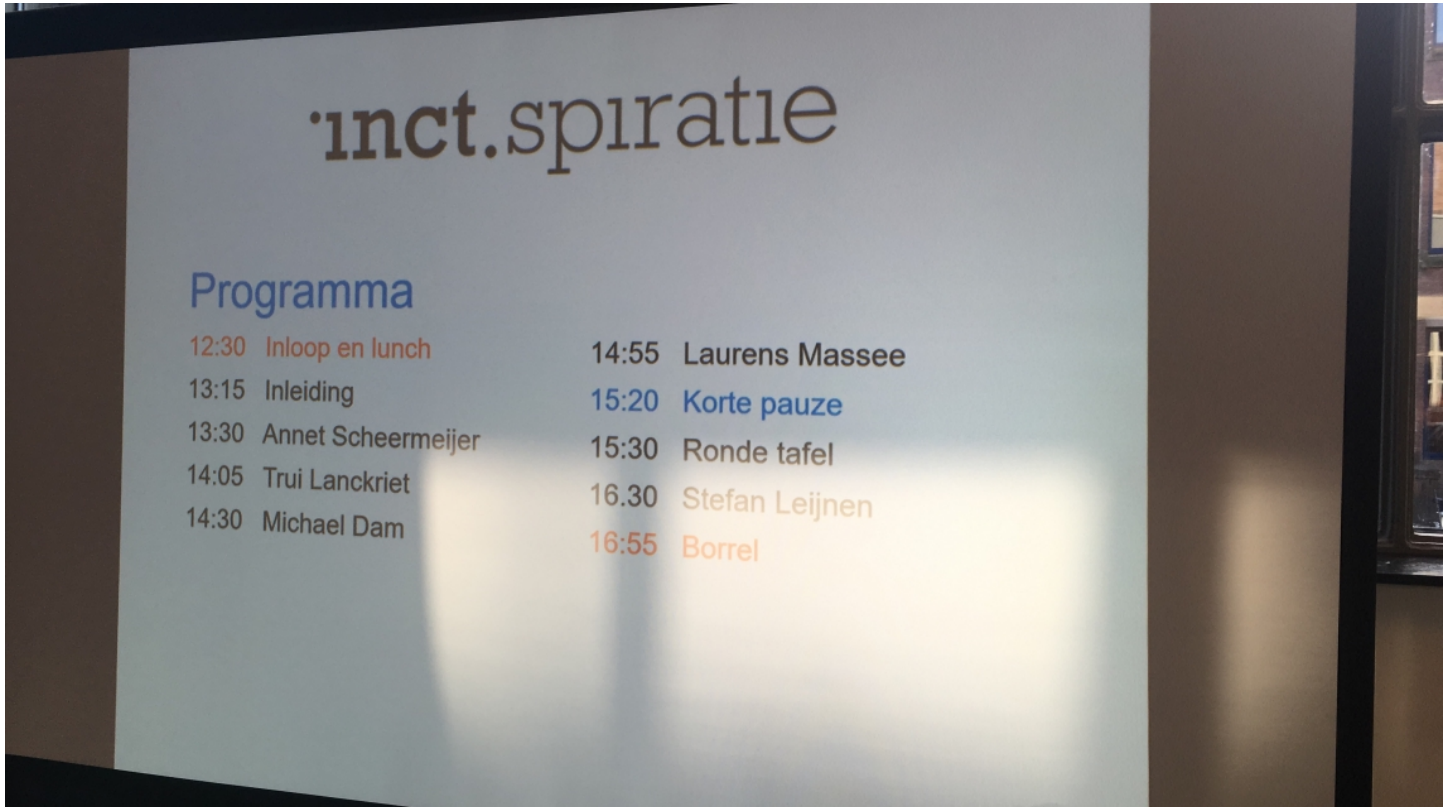 inct.spiratie
Programma
12:30 Inloop en lunch
13:15 Inleiding
13:30 Annet Scheermeijer
14:05 Trui Lanckriet
14:30 Michael Dam
14:55 Laurens Massee
15:20 Korte pauze
15:30 Ronde tafel
16.30 Stefan Leijnen
16:55 Borrel